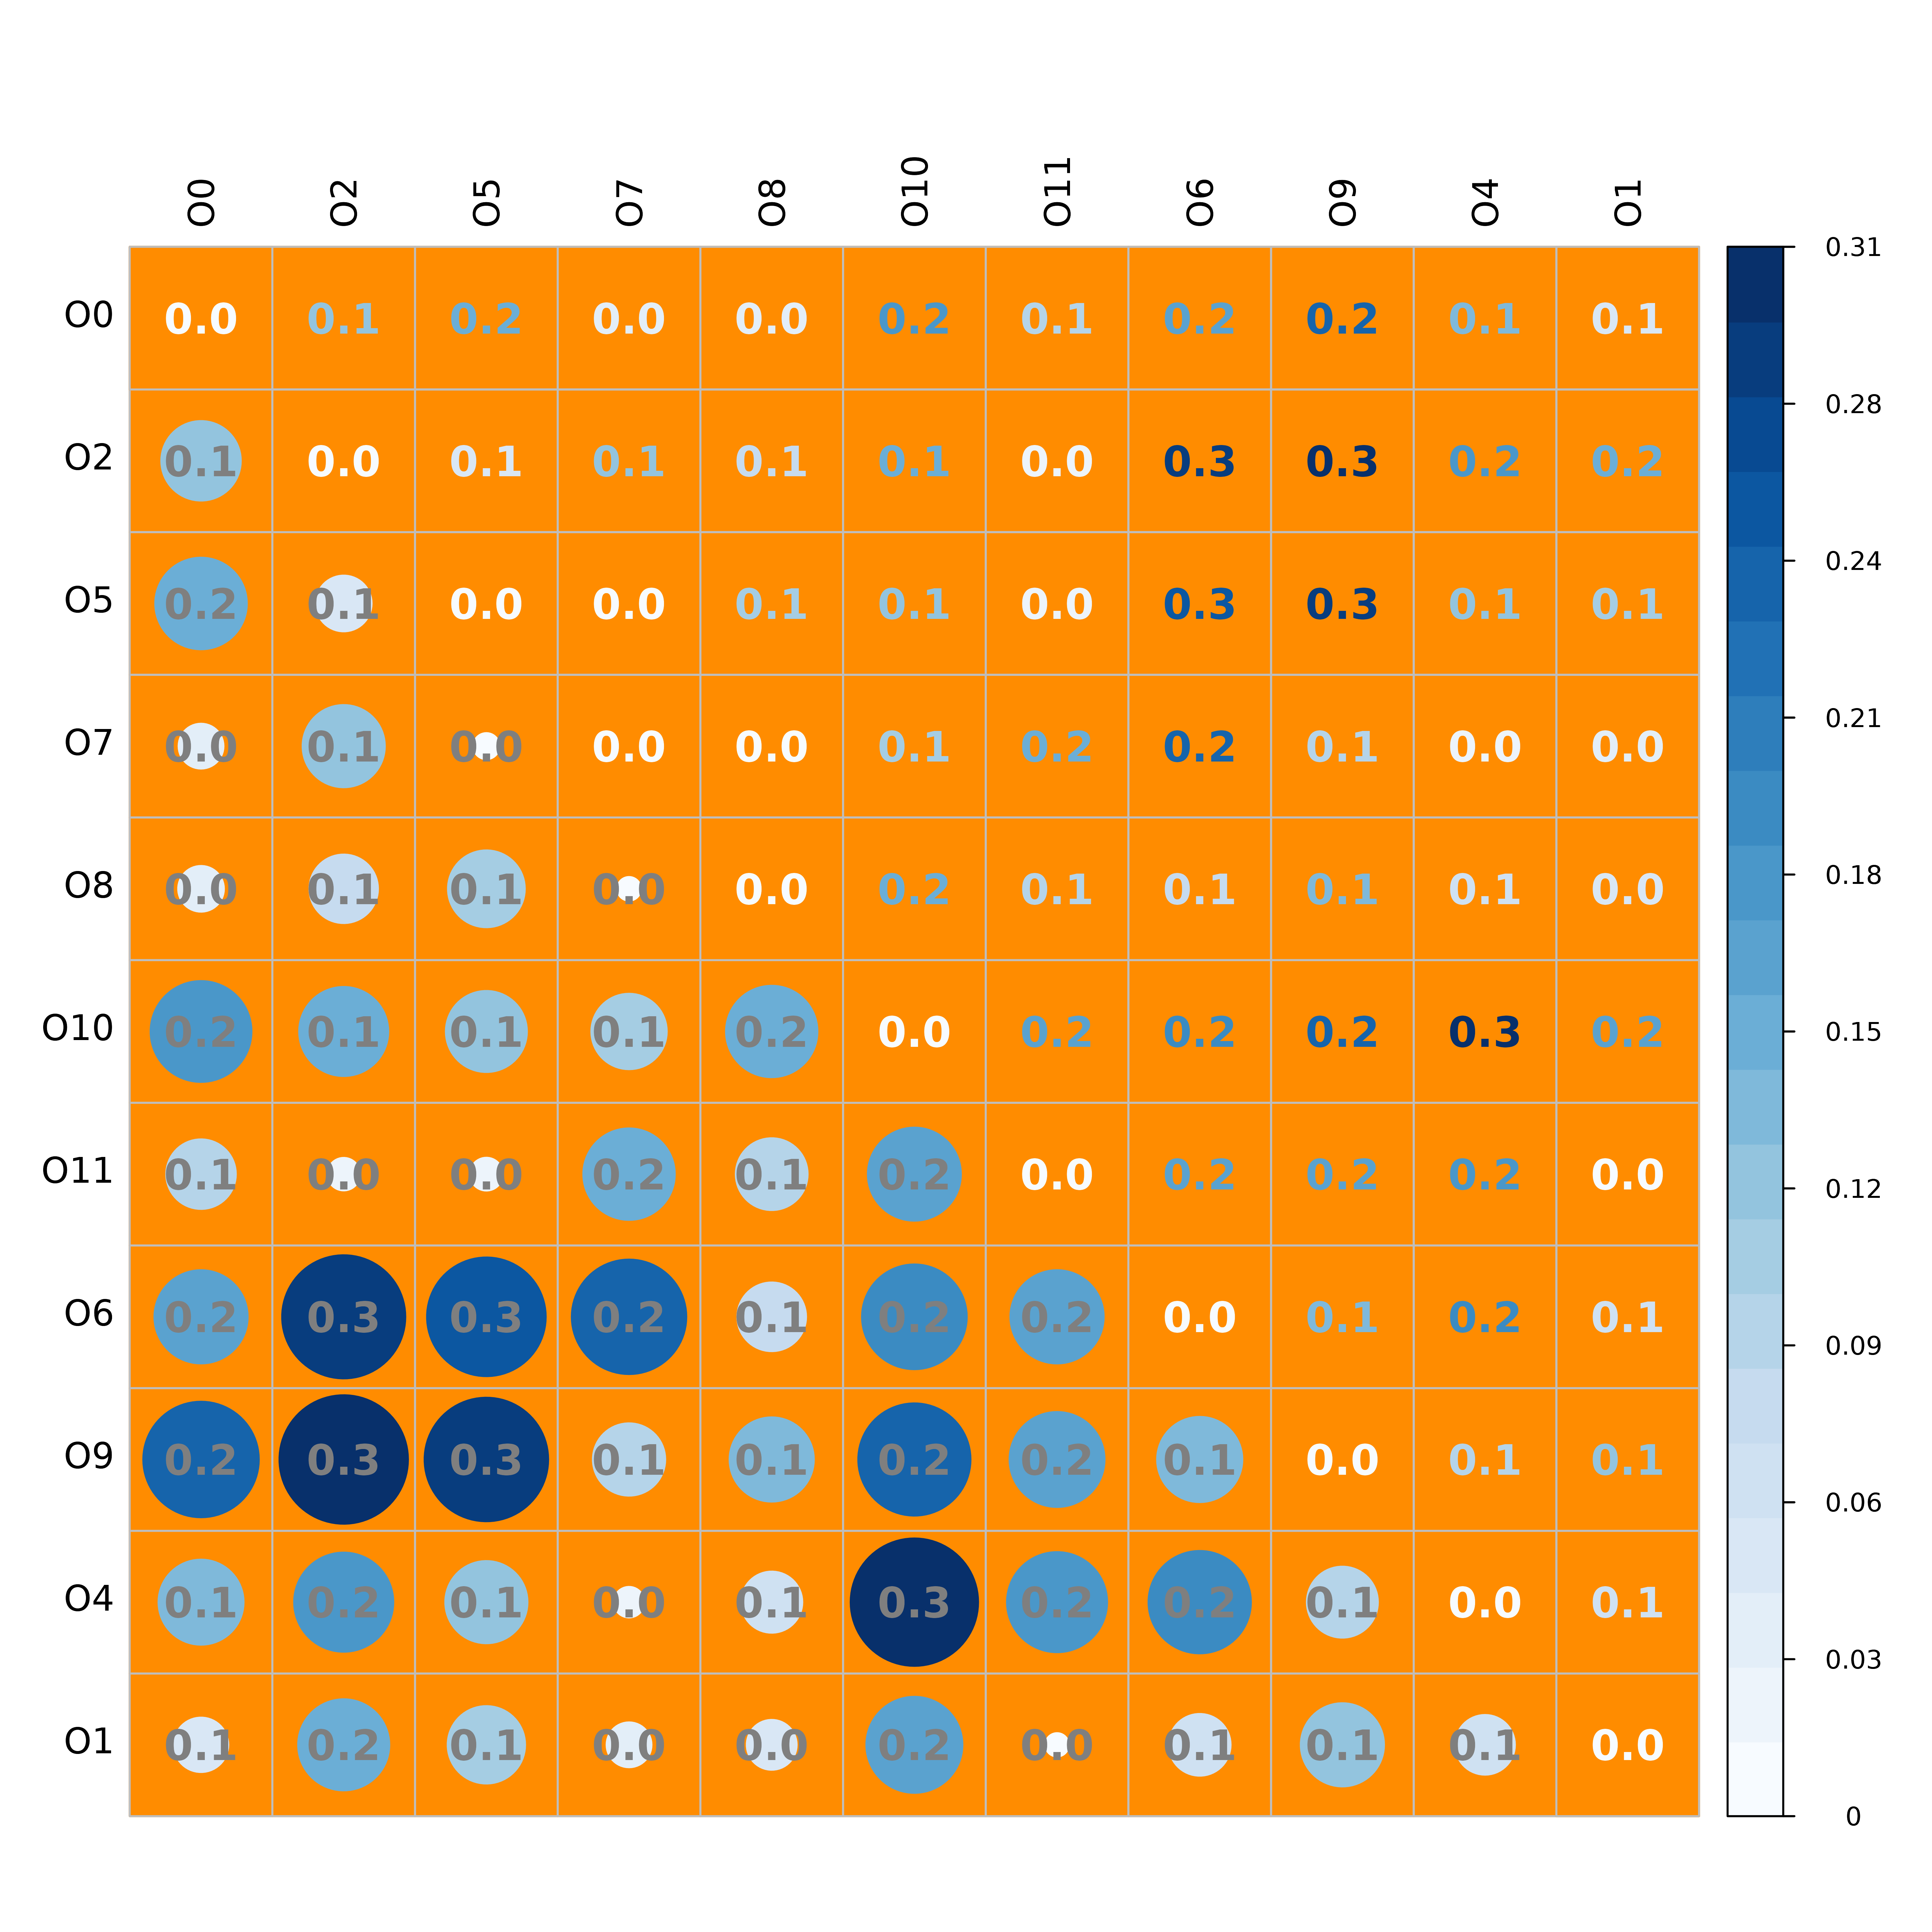 O0 O2 O5 O7 O8 O10 O11 O6 O9 O4 O1
O0 0.0 0.1 0.2 0.0 0.0 0.2 0.1 0.2 0.2 0.1 0.1
O2 0.1 0.0 0.1 0.1 0.1 0.1 0.0 0.3 0.3 0.2 0.2
O5 0.2 0.1 0.0 0.0 0.1 0.1 0.0 0.3 0.3 0.1 0.1
O7 0.0 0.1 0.0 0.0 0.0 0.1 0.2 0.2 0.1 0.0 0.0
O8 0.0 0.1 0.1 0.0 0.0 0.2 0.1 0.1 0.1 0.1 0.0
O10 0.2 0.1 0.1 0.1 0.2 0.0 0.2 0.2 0.2 0.3 0.2
O11 0.1 0.0 0.0 0.2 0.1 0.2 0.0 0.2 0.2 0.2 0.0
O6 0.2 0.3 0.3 0.2 0.1 0.2 0.2 0.0 0.1 0.2 0.1
O9 0.2 0.3 0.3 0.1 0.1 0.2 0.2 0.1 0.0 0.1 0.1
O4 0.1 0.2 0.1 0.0 0.1 0.3 0.2 0.2 0.1 0.0 0.1
O1 0.1 0.2 0.1 0.0 0.0 0.2 0.0 0.1 0.1 0.1 0.0
0.31
0.28
0.24
0.21
0.18
0.15
0.12
0.09
0.06
0.03
0